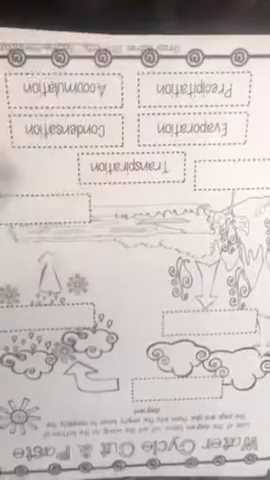 Water Cycle Cut & Paste
Look at the diagram below. Cut out the words on the bottom of
the page and glue them into the empty boxes to complete the
diagram!
Transpiration
Evaporation
Condensation
Precipitation
Accumulation